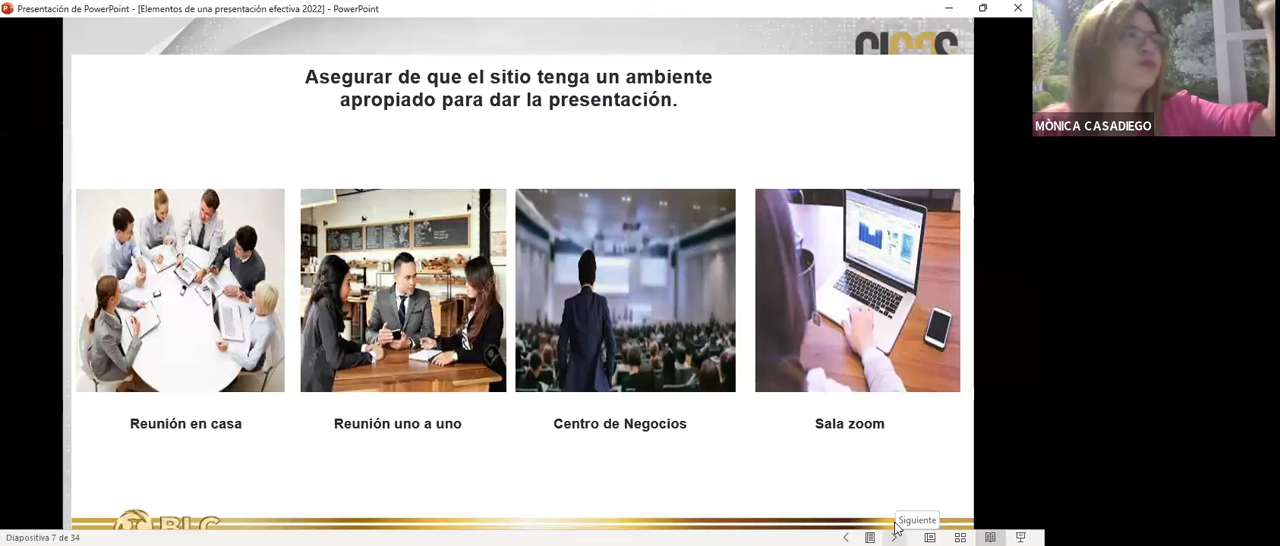 Presentación de PowerPoint - [Elementos de una presentación efectiva 2022] - PowerPoint
Asegurar de que el sitio tenga un ambiente
apropiado para dar la presentación.
MÒNICA CASADIEGO
Reunión en casa
Reunión uno a uno
Centro de Negocios
Sala zoom
Siguiente
Diapositiva 7 de 34